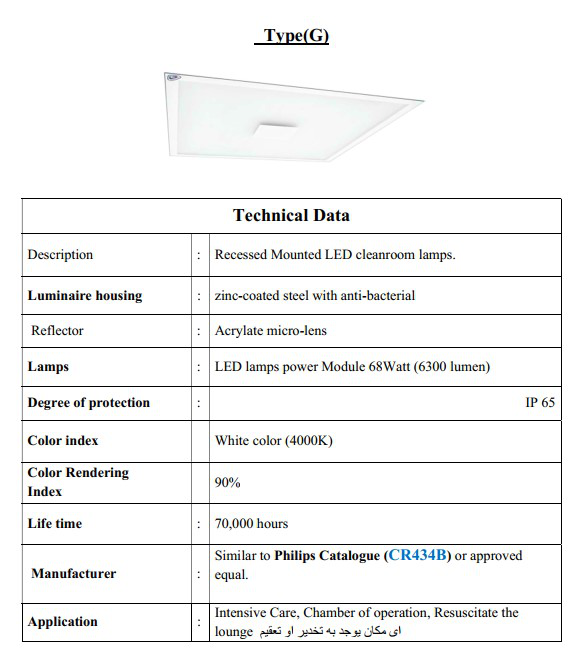 Type(G)
Technical Data
Description : Recessed Mounted LED cleanroom lamps.
Luminaire housing : zinc-coated steel with anti-bacterial
Reflector : Acrylate micro-lens
Lamps : LED lamps power Module 68Watt (6300 lumen)
Degree of protection : IP 65
Color index : White color (4000K)
Color Rendering
Index : 90%
Life time : 70,000 hours
Manufacturer : Similar to Philips Catalogue (CR434B) or approved
equal.
Application : Intensive Care, Chamber of operation, Resuscitate the
lounge اى مكان يوجد به تخدير او تعقيم